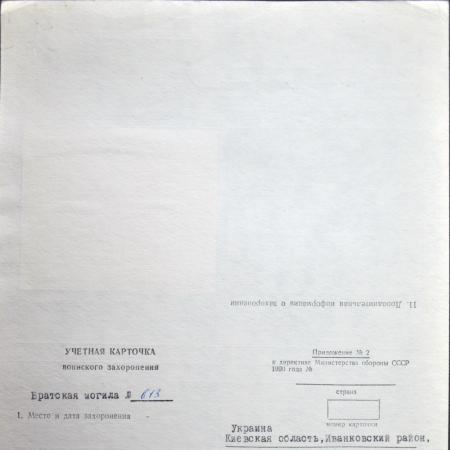 11. Дополнительная информация о захоронении
УЧЕТНАЯ КАРТОЧКА
воинского захоронения
Приложение № 2
к директиве Министерства обороны СССР
1990 года №
Братская могила № 613
страна
1. Место и дата захоронения -
номер карточки
Украина
Киевская область, Иванковский район,